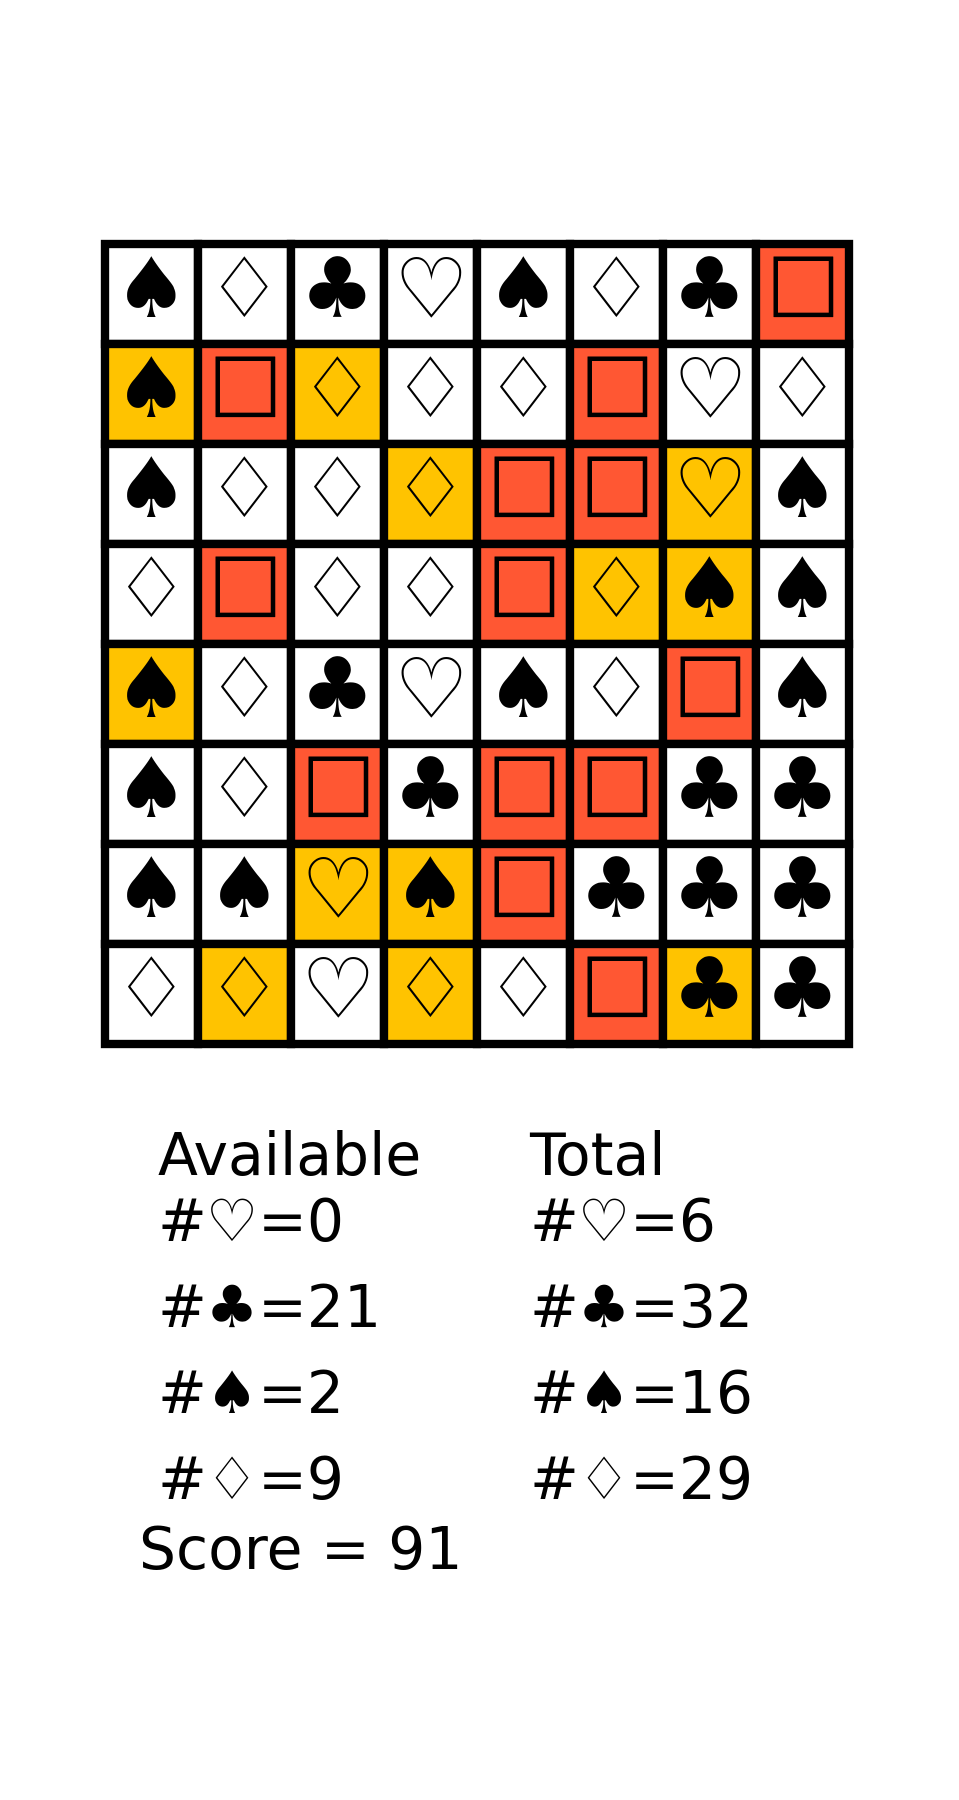 ♠ ♢ ♣ ♡ ♠ ♢ ♣ □
♠ □ ♢ ♢ ♢ □ ♡ ♢
♠ ♢ ♢ ♢ □ □ ♡ ♠
♢ □ ♢ ♢ □ ♢ ♠ ♠
♠ ♢ ♣ ♡ ♠ ♢ □ ♠
♠ ♢ □ ♣ □ □ ♣ ♣
♠ ♠ ♡ ♠ □ ♣ ♣ ♣
♢ ♢ ♡ ♢ ♢ □ ♣ ♣
Available Total
#♡=0 #♡=6
#♣=21 #♣=32
#♠=2 #♠=16
#♢=9 #♢=29
Score = 91